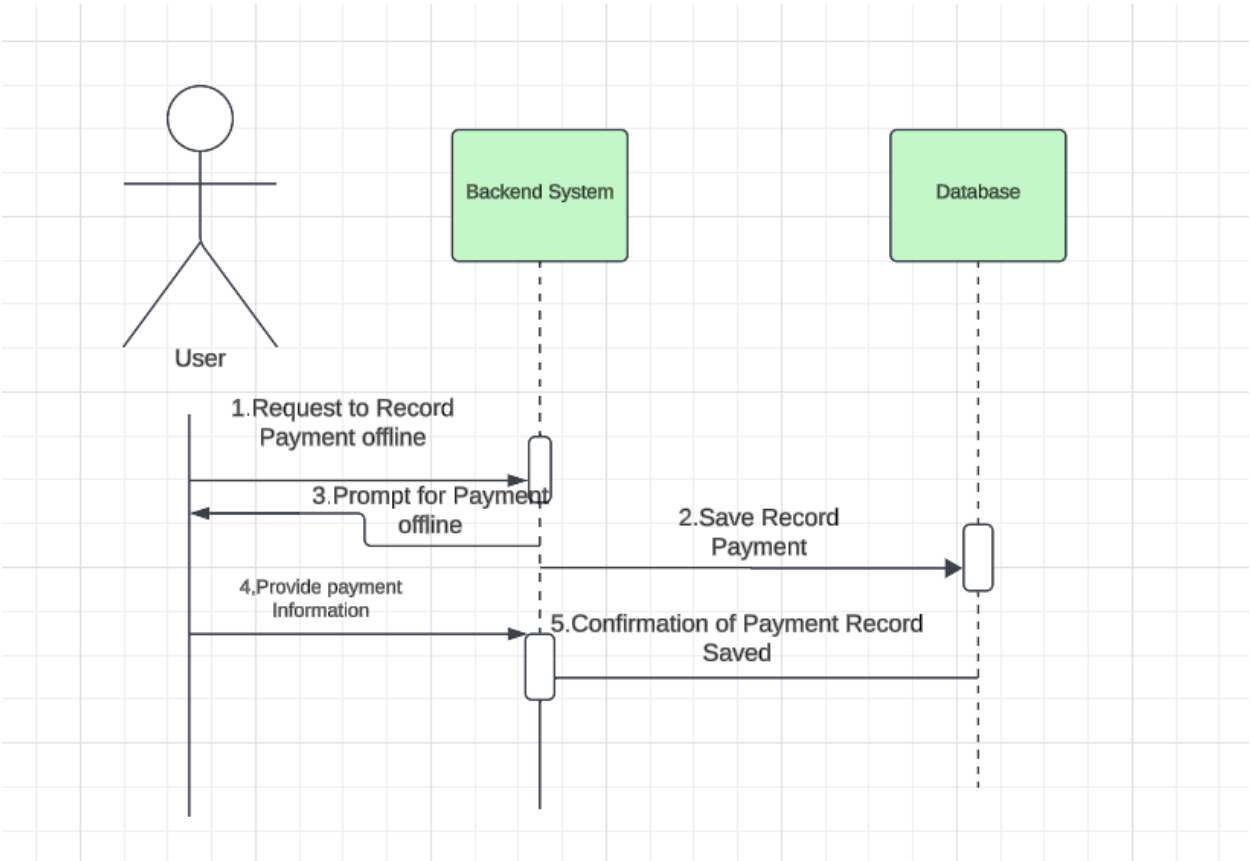 Backend System
Database
User
1.Request to Record
Payment offline
3.Prompt for Payment
offline
2.Save Record
Payment
4,Provide payment
Information
5.Confirmation of Payment Record
Saved